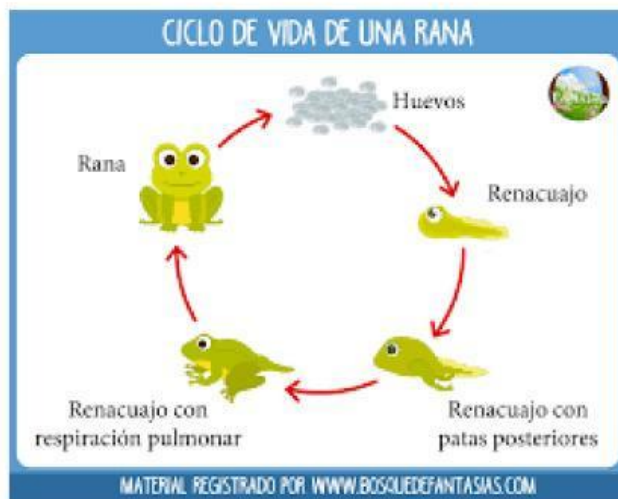 CICLO DE VIDA DE UNA RANA
Huevos
Renacuajo
Renacuajo con
patas posteriores
Renacuajo con
respiración pulmonar
Rana
MATERIAL REGISTRADO POR WWW.BOSQUEDEFANTASIAS.COM